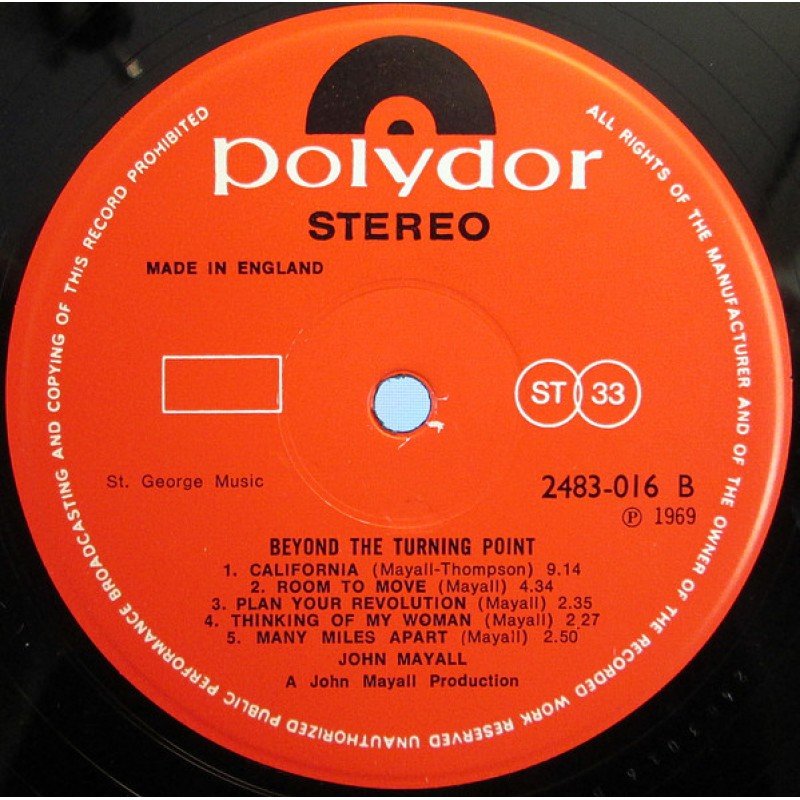 polydor
STEREO
MADE IN ENGLAND
ST 33
St. George Music
2483-016 B
Ⓟ 1969
BEYOND THE TURNING POINT
1. CALIFORNIA (Mayall-Thompson) 9.14
2. ROOM TO MOVE (Mayall) 4.34
3. PLAN YOUR REVOLUTION (Mayall) 2.35
4. THINKING OF MY WOMAN (Mayall) 2 27
5. MANY MILES APART (Mayall) 2.50
JOHN MAYALL
A John Mayall Production
ALL RIGHTS OF THE MANUFACTURER AND OF THE OWNER OF THE RECORDED WORK RESERVED UNAUTHORIZED PUBLIC PERFORMANCE BROADCASTING AND COPYING OF THIS RECORD PROHIBITED